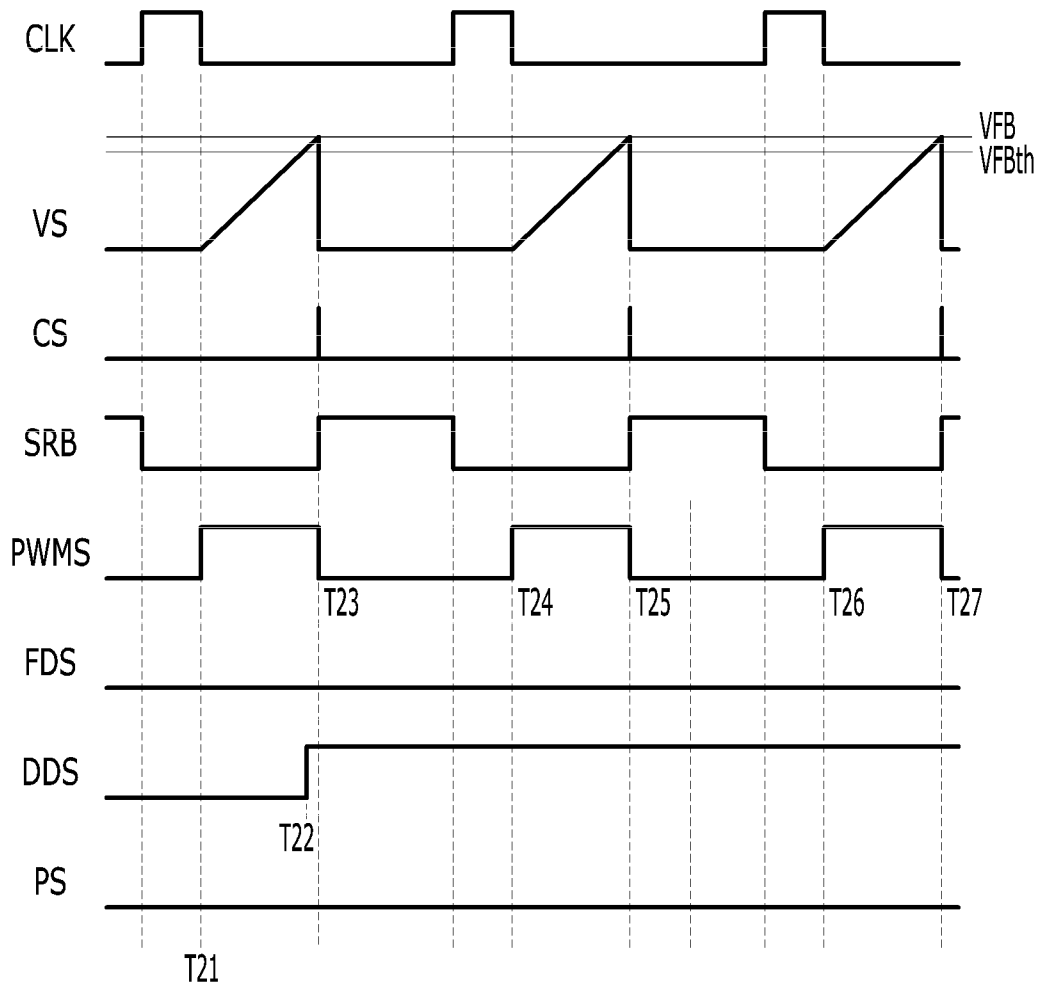 CLK
VFB
VFBth
VS
CS
SRB
PWMS
T23
T24
T25
T26
T27
FDS
DDS
T22
PS
T21